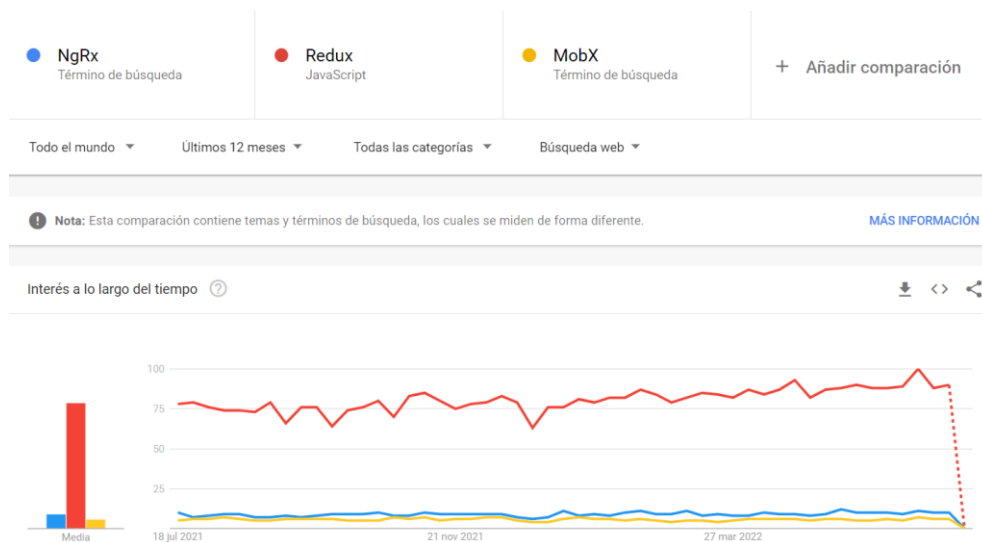 NgRx
Término de búsqueda
Redux
JavaScript
MobX
Término de búsqueda
+ Añadir comparación
Todo el mundo
Últimos 12 meses
Todas las categorías
Búsqueda web
Nota: Esta comparación contiene temas y términos de búsqueda, los cuales se miden de forma diferente.
MÁS INFORMACIÓN
Interés a lo largo del tiempo
100
75
50
25
Media
18 jul 2021
21 nov 2021
27 mar 2022